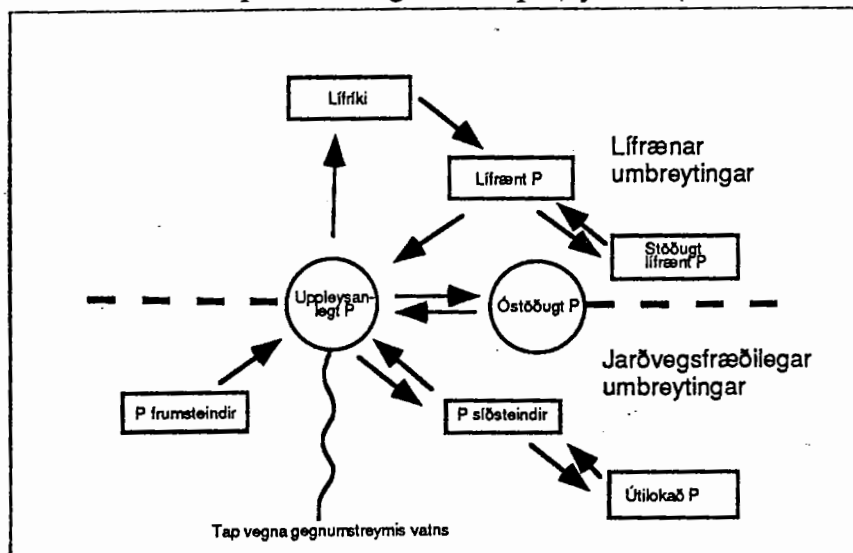 Lífríki
Lífrænar
umbreytingar
Lífrænt P
Stöðugt
lífrænt P
Uppleysan-
legt P
Óstöðugt P
Jarðvegsfræðilegar
umbreytingar
P frumsteindir
P síðsteindir
Útilokað P
Tap vegna gegnumstreymis vatns